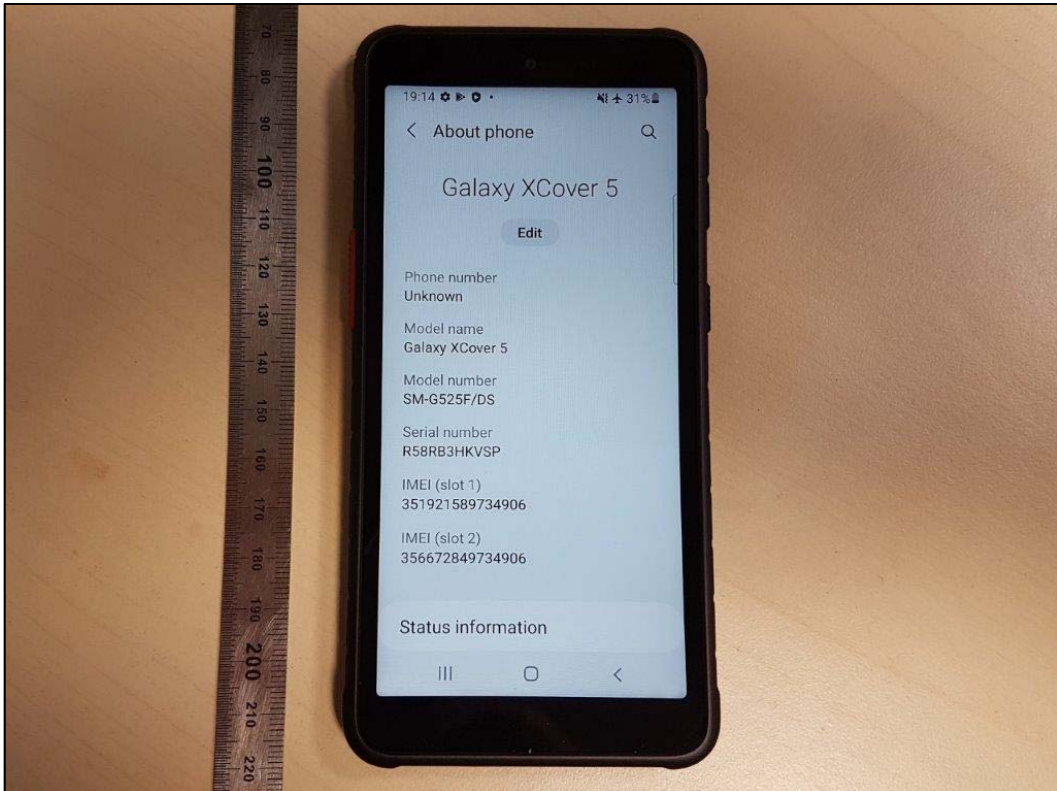 70
80
90
100
110
120
130
140
150
160
170
180
190
200
210
220
19:14 31%
About phone
Galaxy XCover 5
Edit
Phone number
Unknown
Model name
Galaxy XCover 5
Model number
SM-G525F/DS
Serial number
R58RB3HKVSP
IMEI (slot 1)
351921589734906
IMEI (slot 2)
356672849734906
Status information